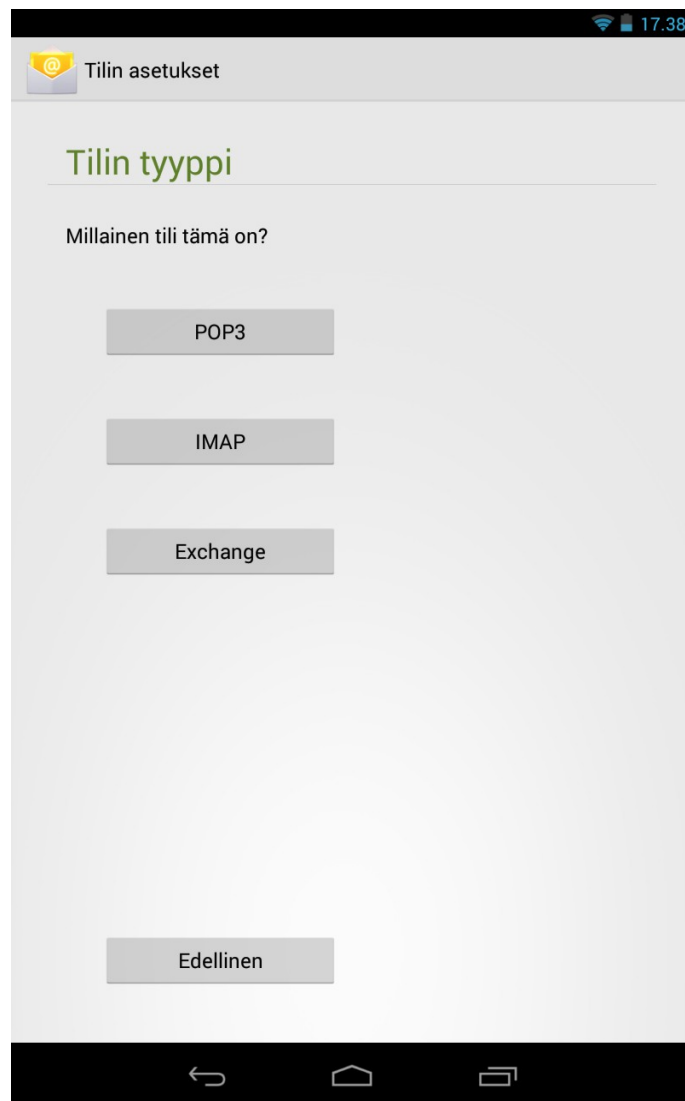 17.38
Tilin asetukset
Tilin tyyppi
Millainen tili tämä on?
POP3
IMAP
Exchange
Edellinen